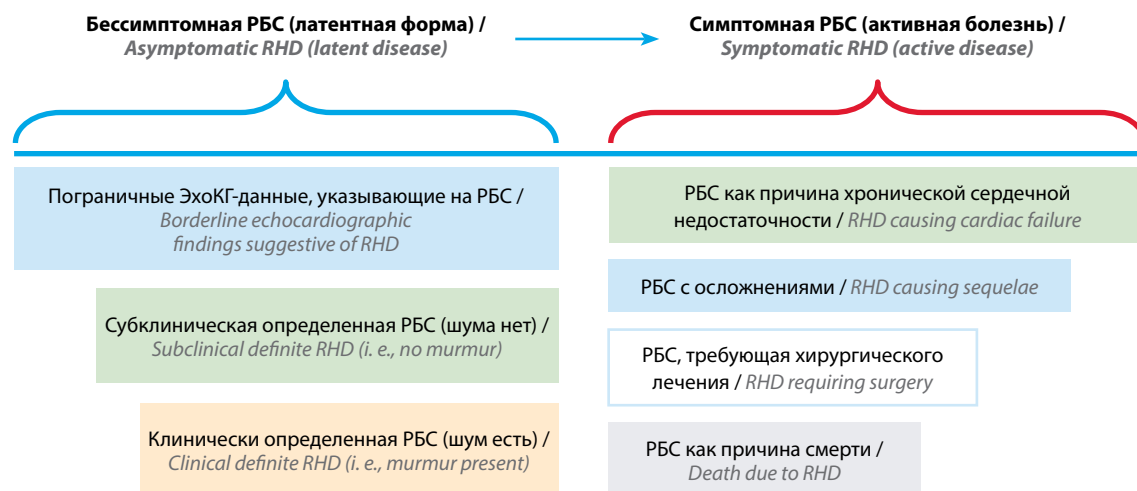 Бессимптомная РБС (латентная форма) /
Asymptomatic RHD (latent disease)
Симптомная РБС (активная болезнь) /
Symptomatic RHD (active disease)
Пограничные ЭхоКГ-данные, указывающие на РБС /
Borderline echocardiographic
findings suggestive of RHD
Субклиническая определенная РБС (шума нет) /
Subclinical definite RHD (i. e., no murmur)
Клинически определенная РБС (шум есть) /
Clinical definite RHD (i. e., murmur present)
РБС как причина хронической сердечной
недостаточности / RHD causing cardiac failure
РБС с осложнениями / RHD causing sequelae
РБС, требующая хирургического
лечения / RHD requiring surgery
РБС как причина смерти /
Death due to RHD